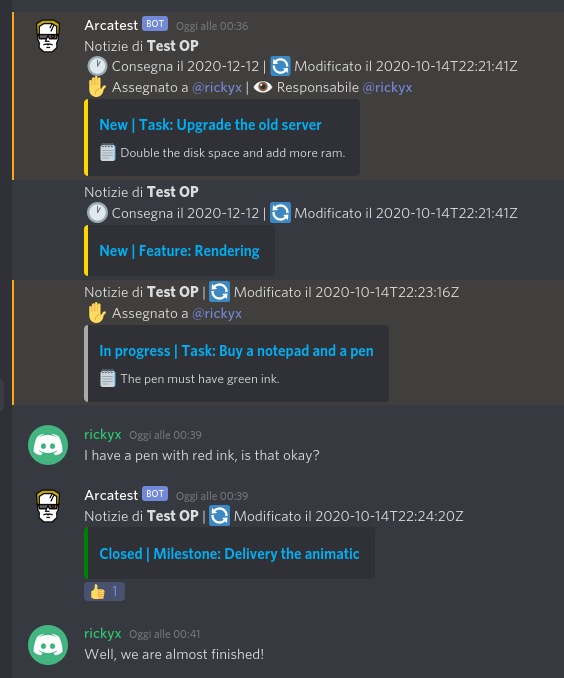 Arcatest BOT Oggi alle 00:36
Notizie di Test OP
🕐 Consegna il 2020-12-12 | 🔄 Modificato il 2020-10-14T22:21:41Z
✋ Assegnato a @rickyx | 👁 Responsabile @rickyx
New | Task: Upgrade the old server
🗒 Double the disk space and add more ram.
Notizie di Test OP
🕐 Consegna il 2020-12-12 | 🔄 Modificato il 2020-10-14T22:21:41Z
New | Feature: Rendering
Notizie di Test OP | 🔄 Modificato il 2020-10-14T22:23:16Z
✋ Assegnato a @rickyx
In progress | Task: Buy a notepad and a pen
🗒 The pen must have green ink.
rickyx Oggi alle 00:39
I have a pen with red ink, is that okay?
Arcatest BOT Oggi alle 00:39
Notizie di Test OP | 🔄 Modificato il 2020-10-14T22:24:20Z
Closed | Milestone: Delivery the animatic
👍 1
rickyx Oggi alle 00:41
Well, we are almost finished!